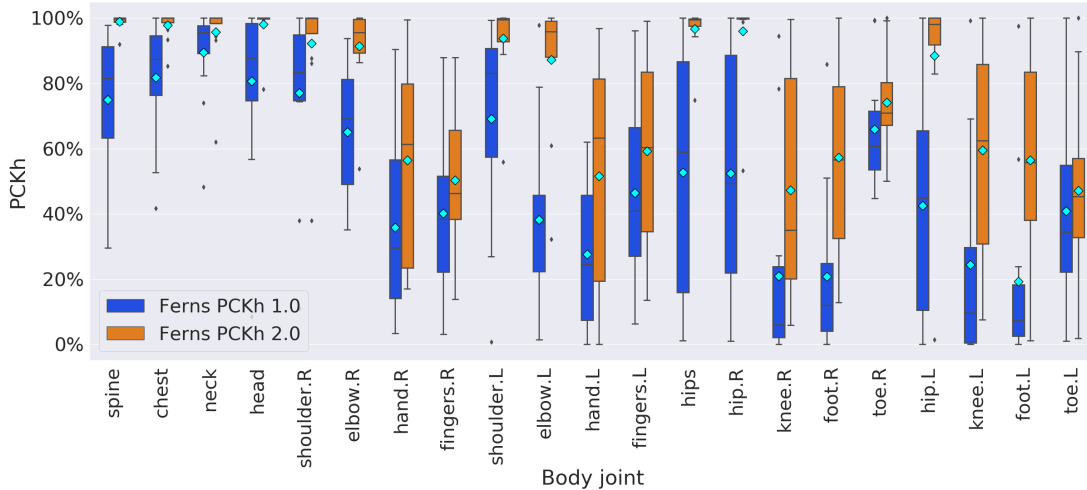 100%
80%
60%
40%
20%
0%
PCKh
Ferns PCKh 1.0
Ferns PCKh 2.0
spine
chest
neck
head
shoulder.R
elbow.R
hand.R
fingers.R
shoulder.L
elbow.L
hand.L
fingers.L
hips
hip.R
knee.R
foot.R
toe.R
hip.L
knee.L
foot.L
toe.L
Body joint